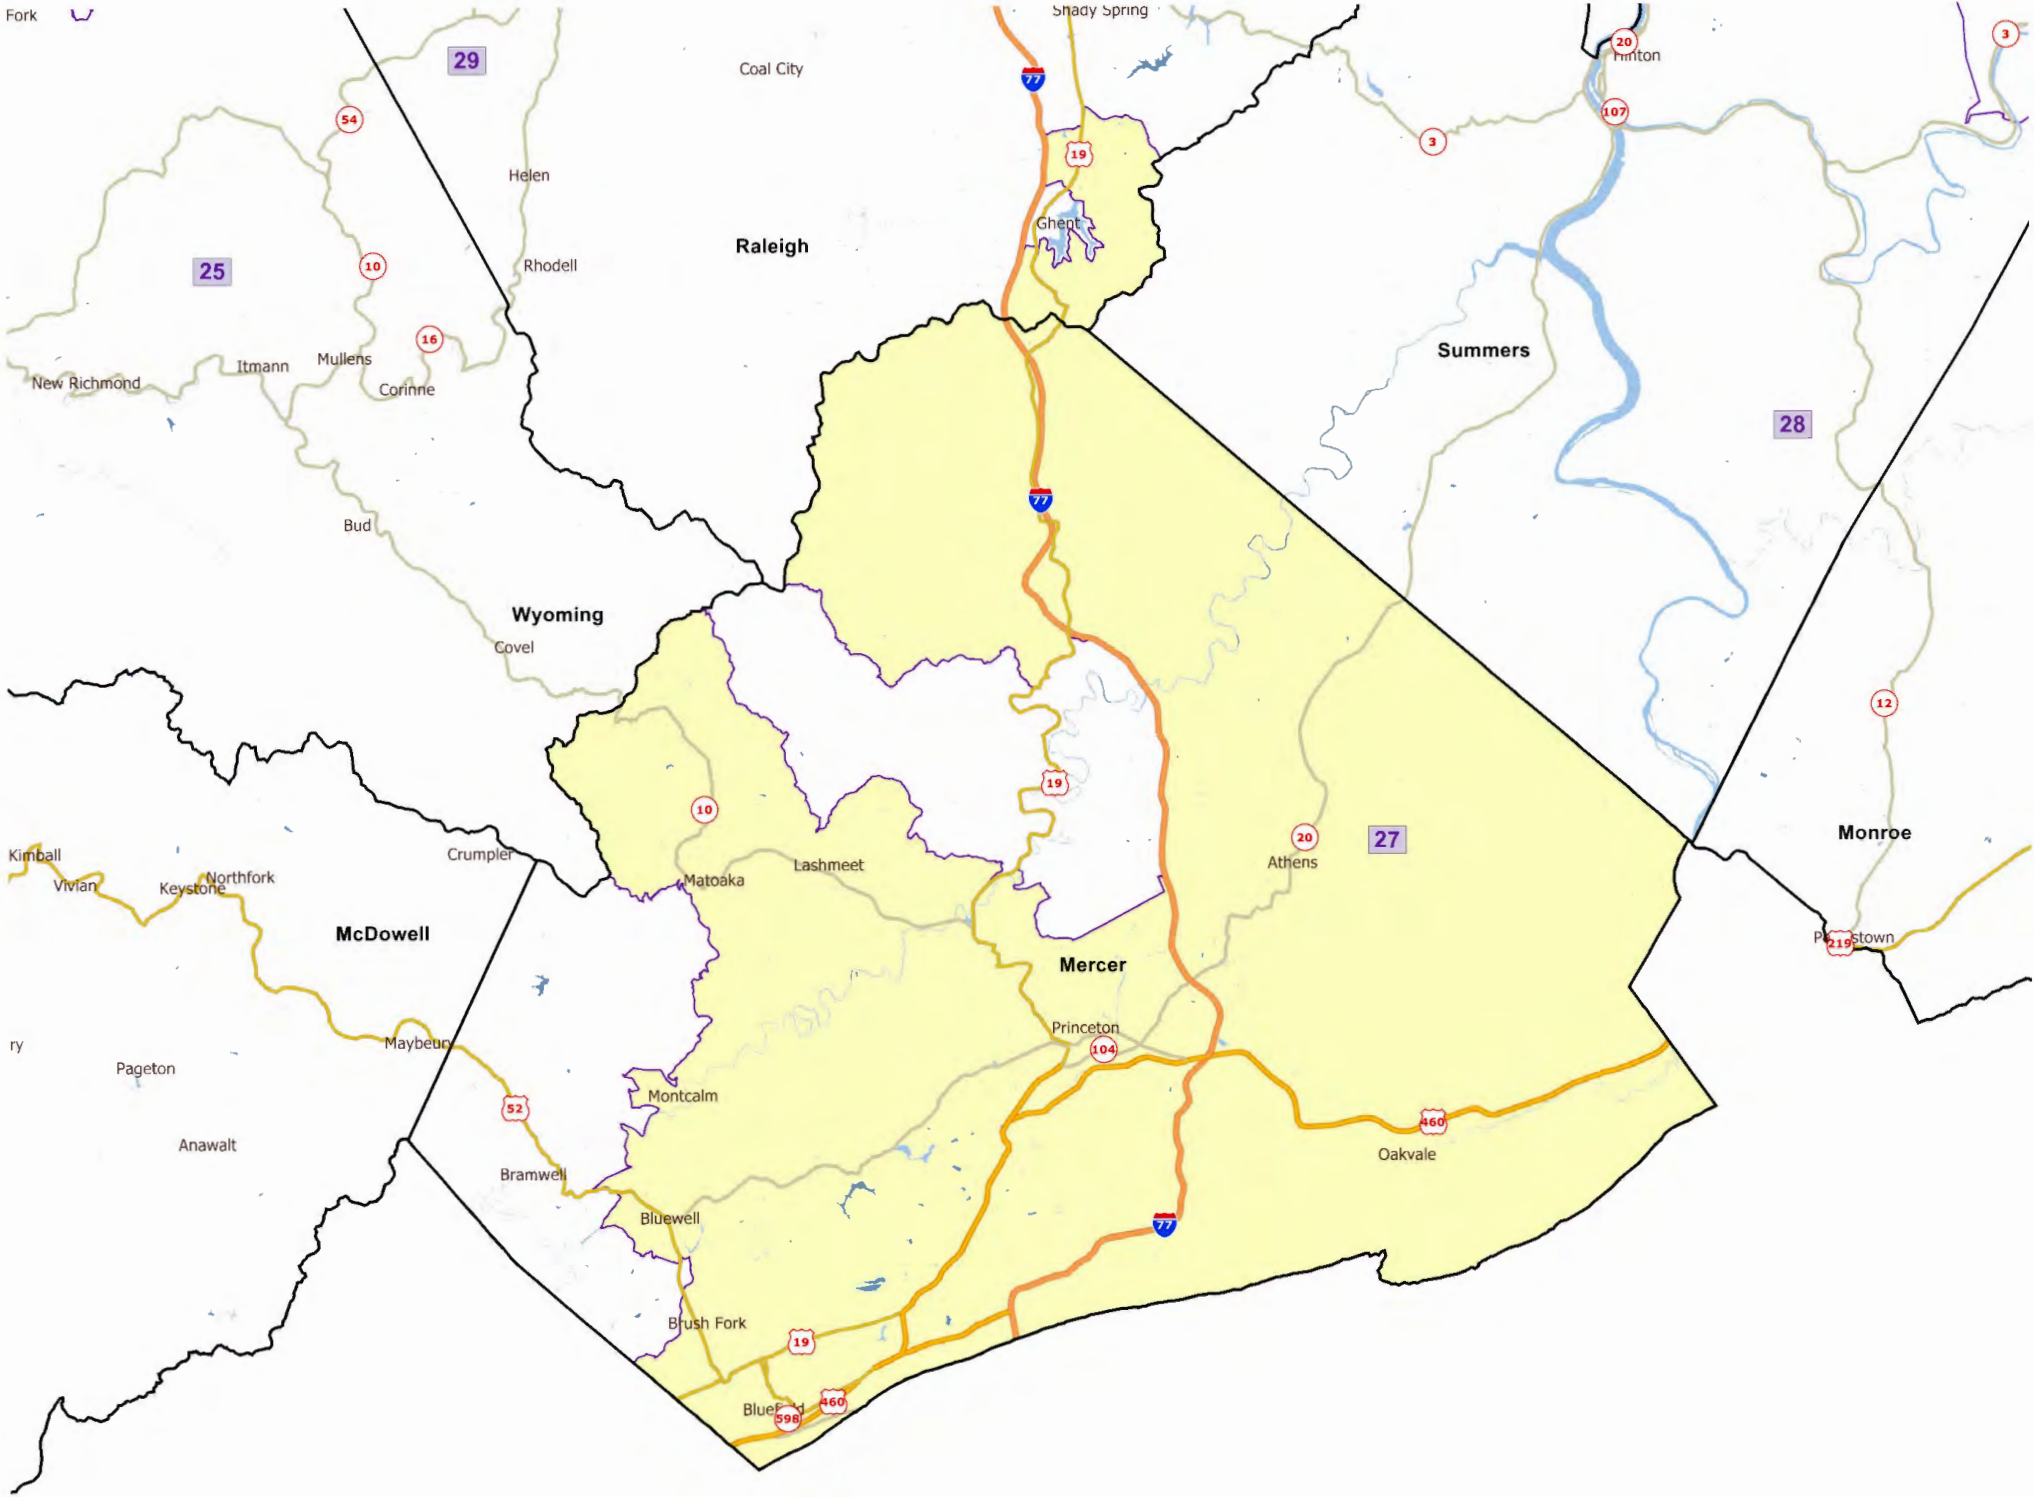 Fork
Shady Spring
29
Coal City
77
20
Hinton
3
54
107
3
19
Helen
Ghent
Raleigh
25
10
Rhodell
16
Summers
Itmann
Mullens
New Richmond
Corinne
28
77
Bud
Wyoming
Covel
12
19
10
20
27
Monroe
Kimball
Crumpler
Athens
Lashmeet
Vivian
Keystone
Northfork
Matoaka
McDowell
219
Mercer
Princeton
Maybeury
ry
104
Pageton
Montcalm
52
460
Anawalt
Oakvale
Bramwell
Bluewell
77
Brush Fork
19
460
598